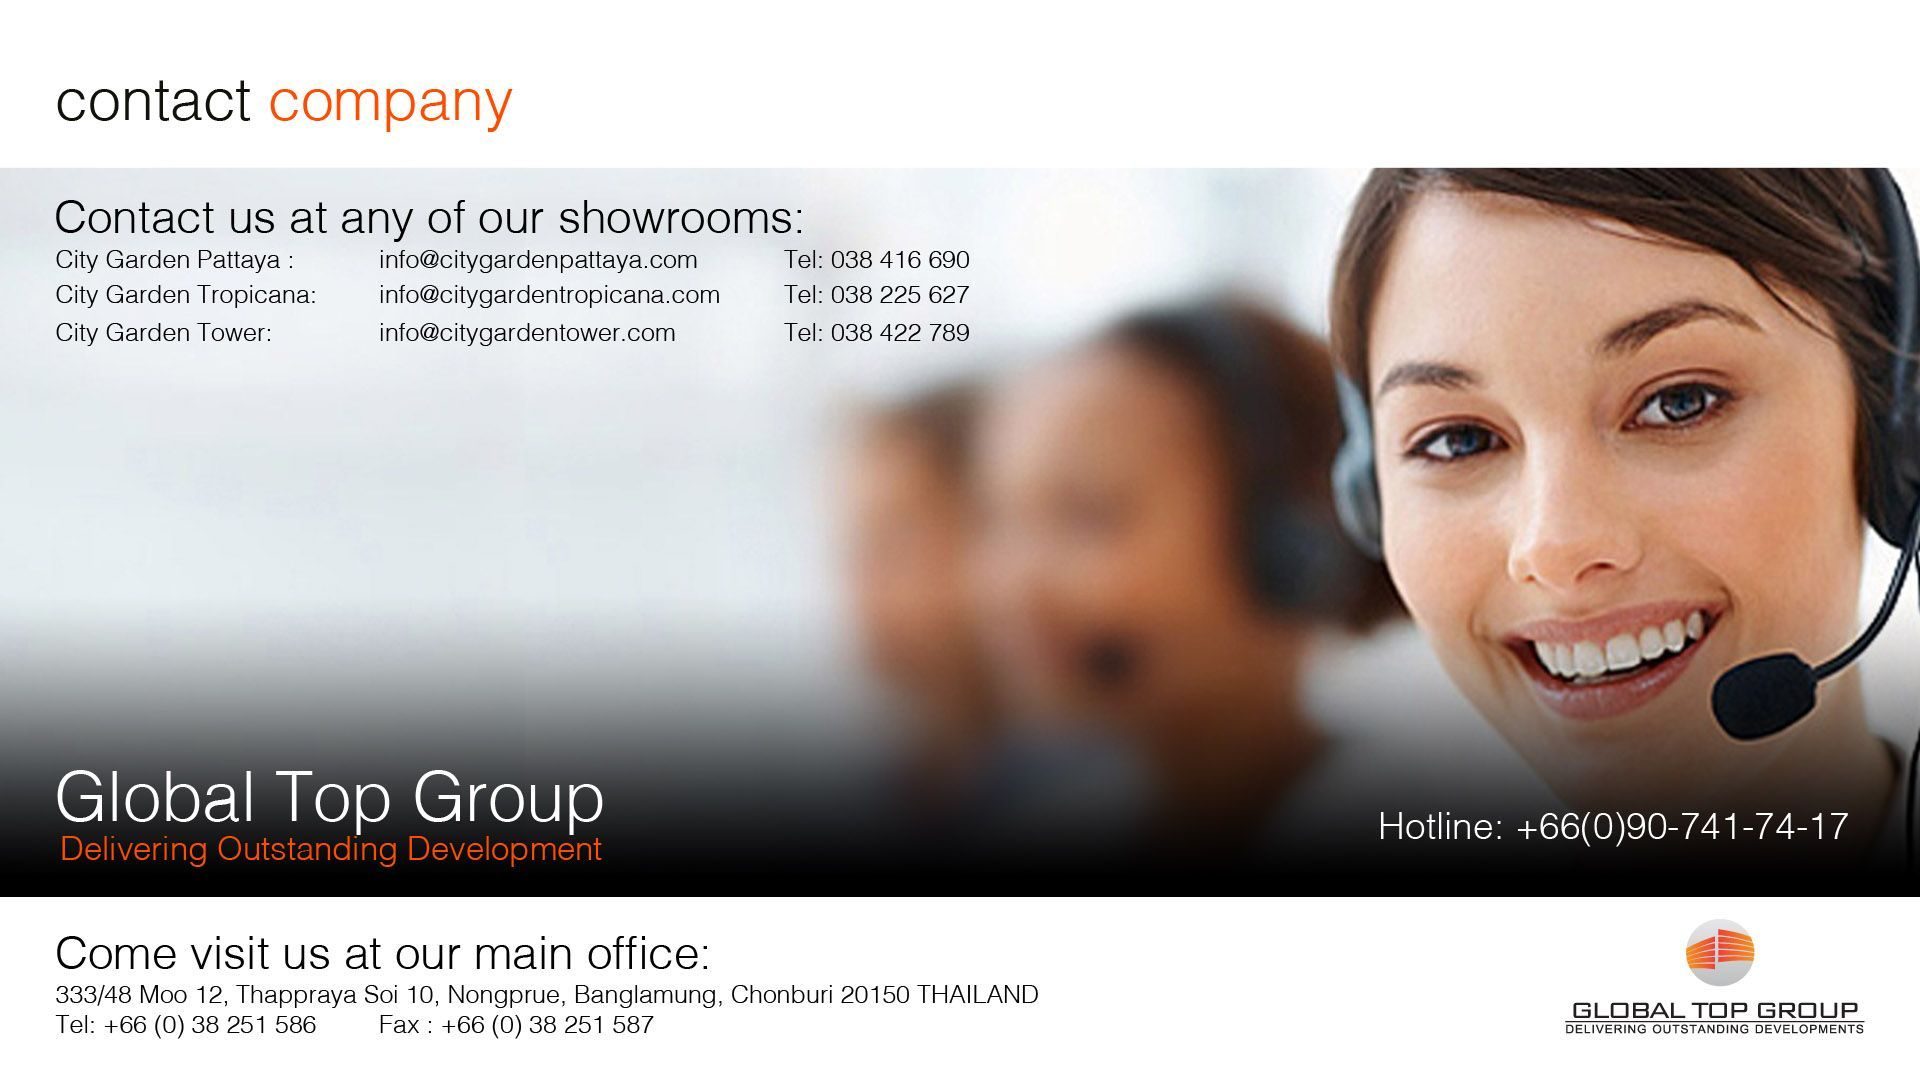 contact company
Contact us at any of our showrooms:
City Garden Pattaya : info@citygardenpattaya.com Tel: 038 416 690
City Garden Tropicana: info@citygardentropicana.com Tel: 038 225 627
City Garden Tower: info@citygardentower.com Tel: 038 422 789
Global Top Group
Delivering Outstanding Development
Hotline: +66(0)90-741-74-17
Come visit us at our main office:
333/48 Moo 12, Thappraya Soi 10, Nongprue, Banglamung, Chonburi 20150 THAILAND
Tel: +66 (0) 38 251 586 Fax : +66 (0) 38 251 587
GLOBAL TOP GROUP
DELIVERING OUTSTANDING DEVELOPMENTS